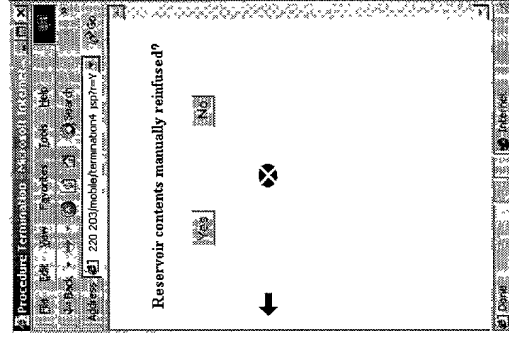 Procedure Termination - Microsoft Internet
File Edit View Favorites Tools Help
Back Search
Address 220 203/mobile/termination4 jsp?r=Y Go
Reservoir contents manually reinfused?
Yes No
Done Internet